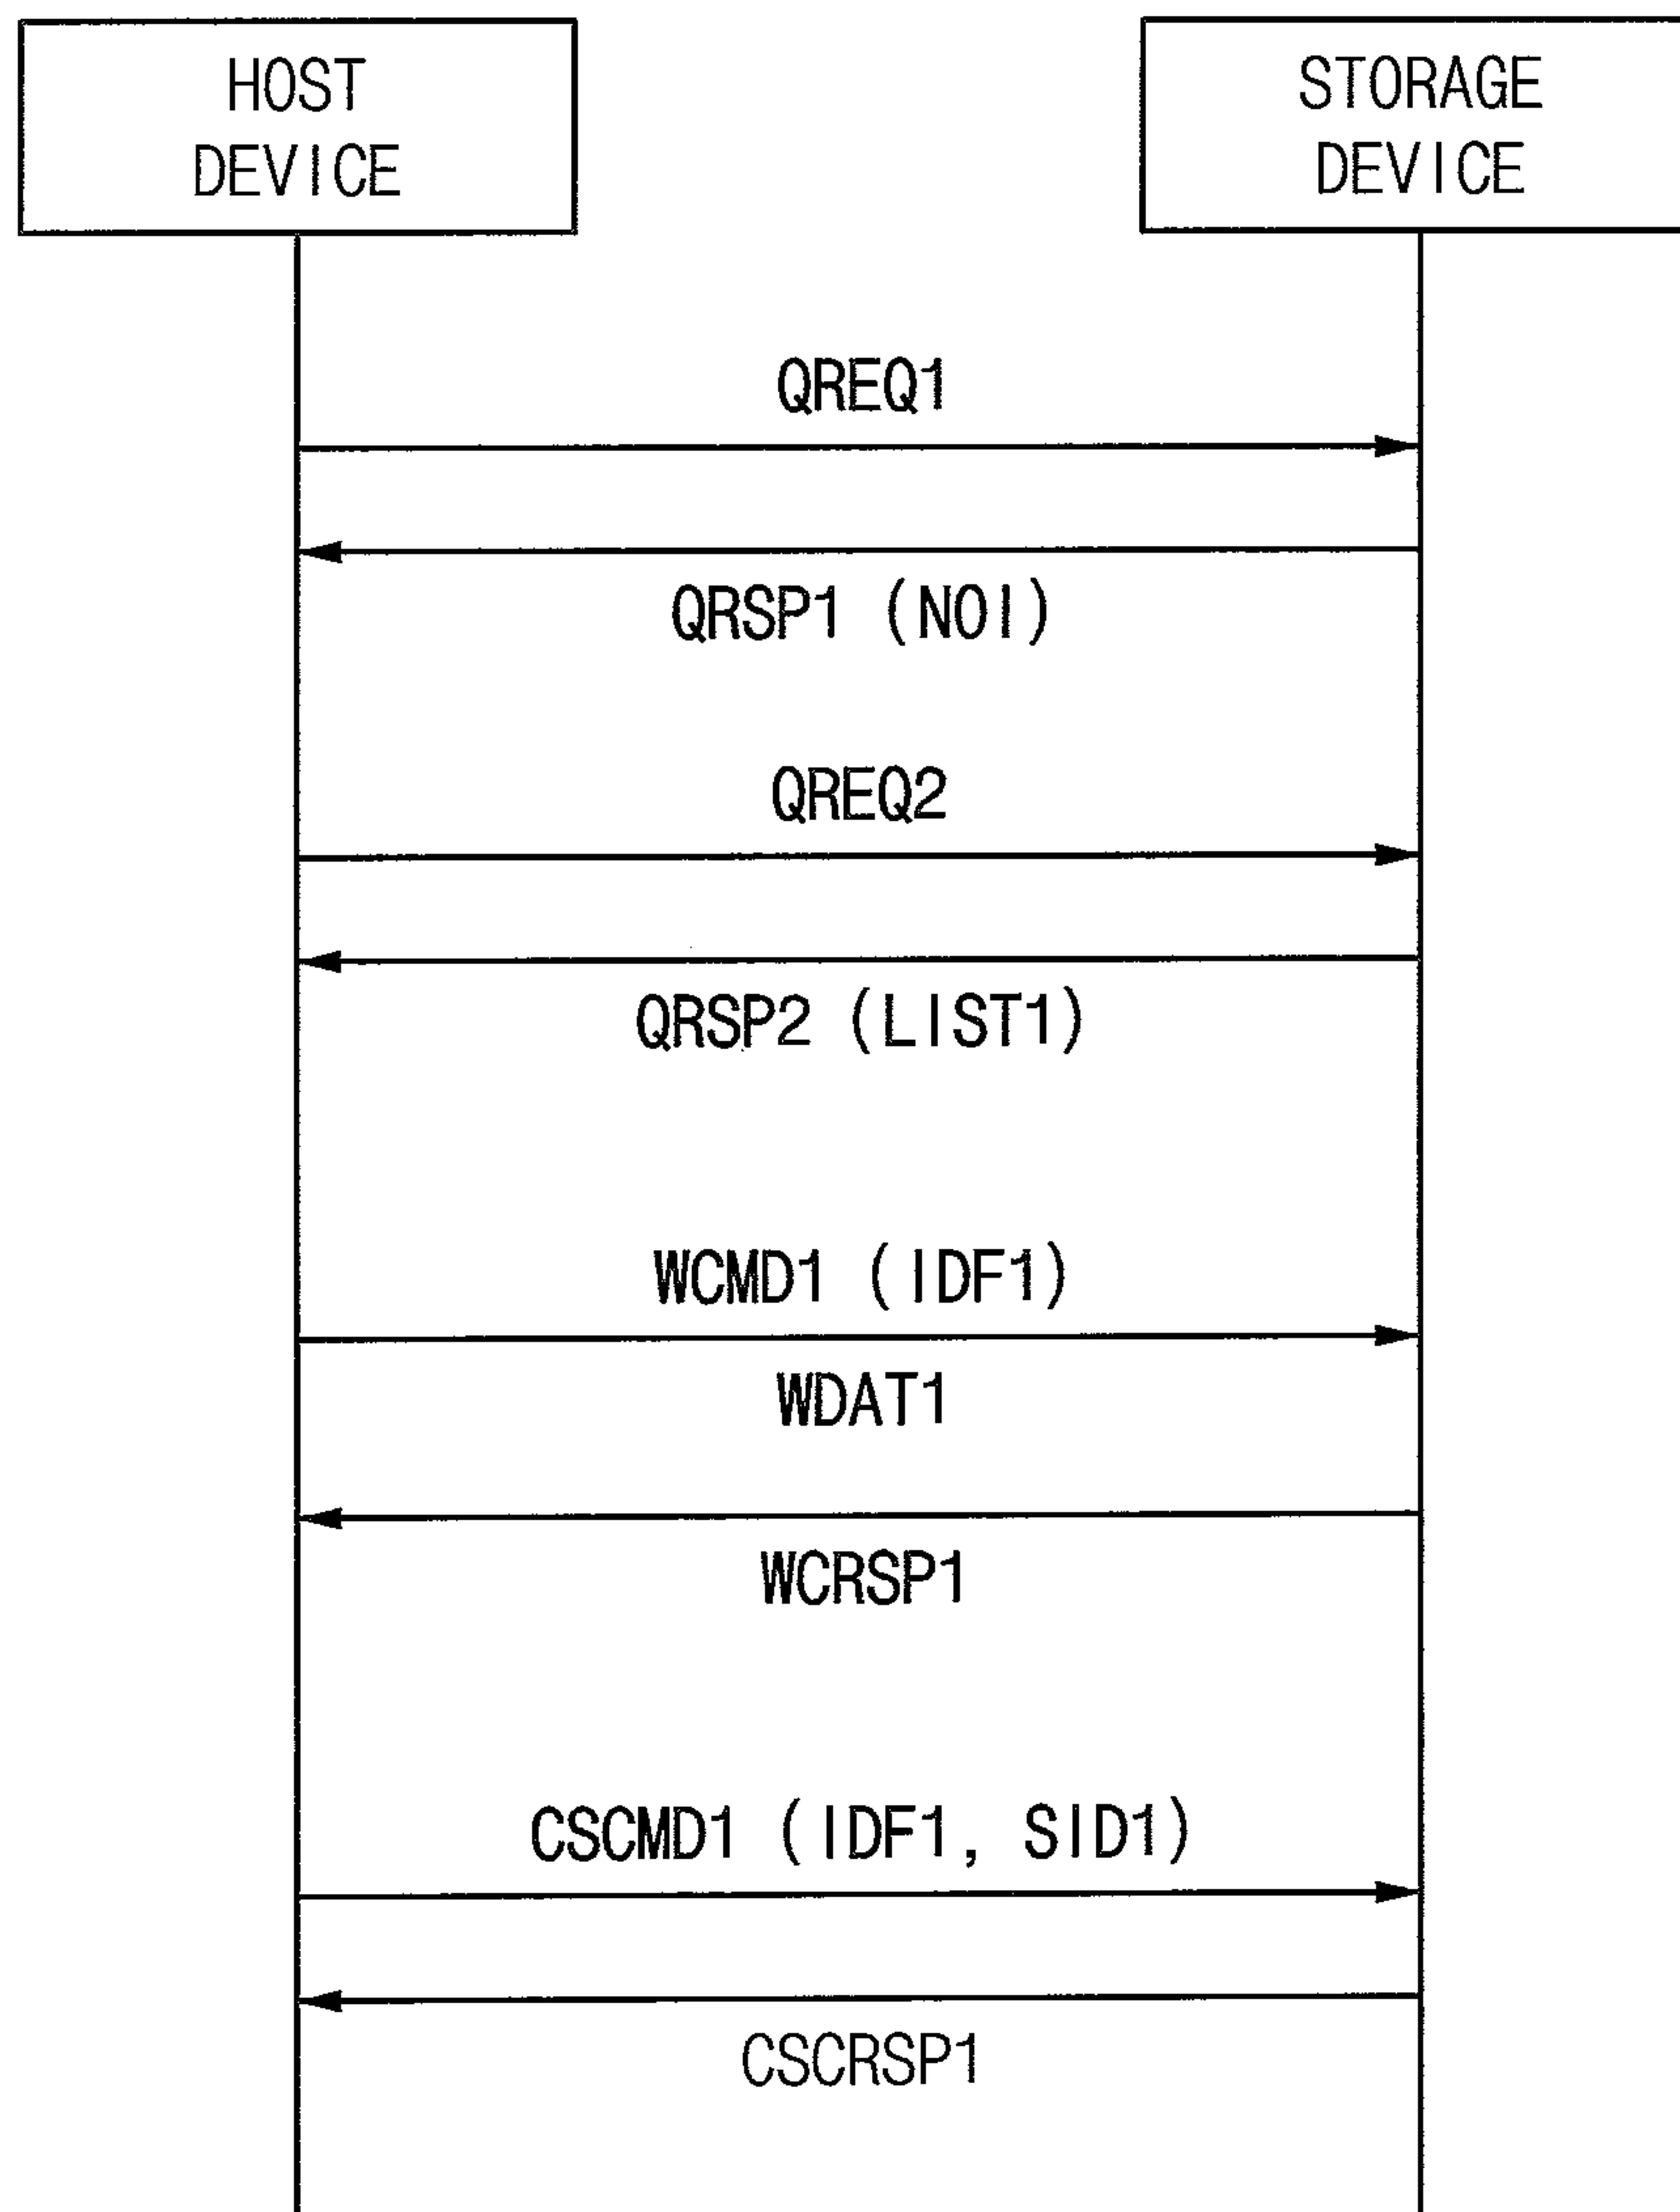 HOST
DEVICE
STORAGE
DEVICE
QREQ1
QRSP1 (NOI)
QREQ2
QRSP2 (LIST1)
WCMD1 (IDF1)
WDAT1
WCRSP1
CSCMD1 (IDF1, SID1)
CSCRSP1